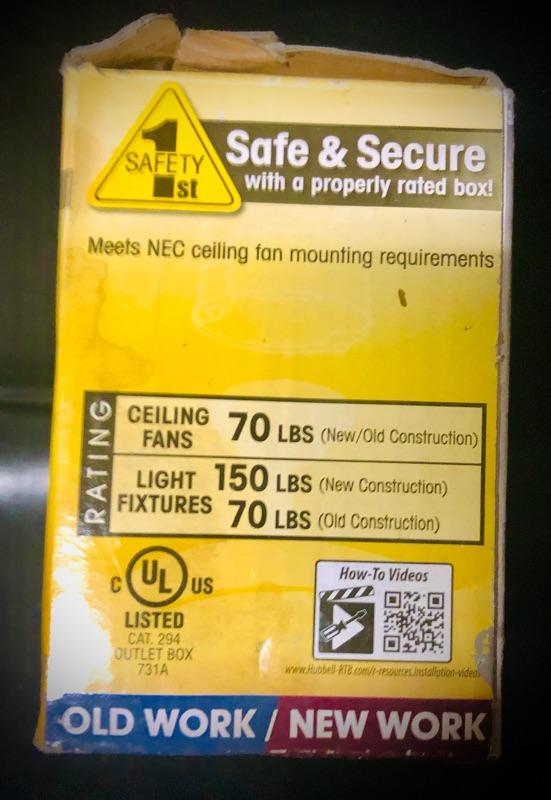 1
SAFETY
st
Safe & Secure
with a properly rated box!
Meets NEC ceiling fan mounting requirements
RATING
CEILING FANS 70 LBS (New/Old Construction)
LIGHT FIXTURES 150 LBS (New Construction)
70 LBS (Old Construction)
C UL US
LISTED
CAT. 294
OUTLET BOX
731A
How-To Videos
www.Hubbell-RTB.com/r-resources.installation-videos
OLD WORK / NEW WORK